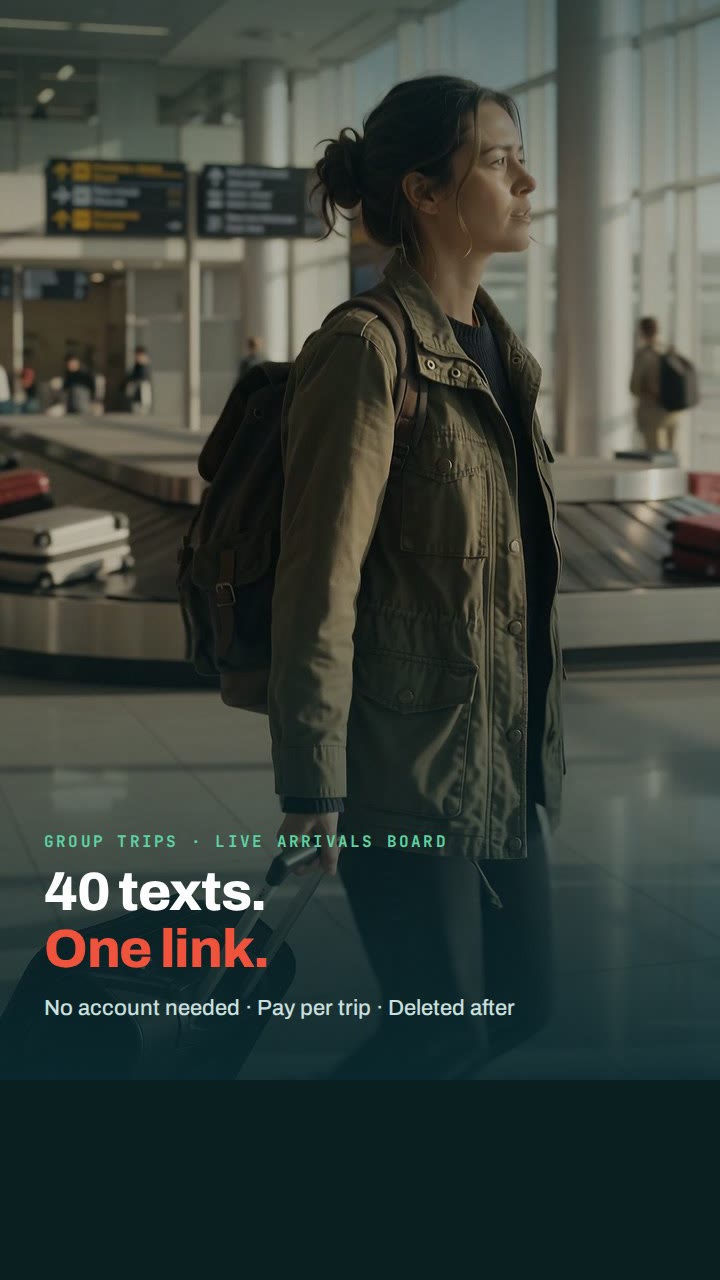 GROUP TRIPS · LIVE ARRIVALS BOARD
40 texts.
One link.
No account needed · Pay per trip · Deleted after